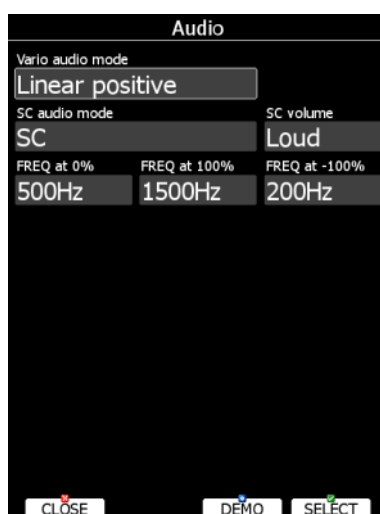 Audio
Vario audio mode
Linear positive
SC audio mode SC volume
SC Loud
FREQ at 0% FREQ at 100% FREQ at -100%
500Hz 1500Hz 200Hz
CLOSE DEMO SELECT